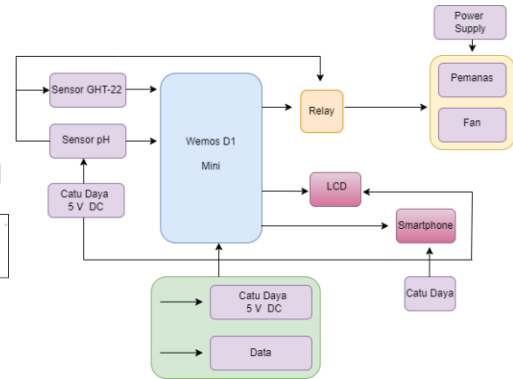 Power
Supply
Sensor GHT-22
Sensor pH
Catu Daya
5 V DC
Wemos D1
Mini
Relay
Pemanas
Fan
LCD
Smartphone
Catu Daya
Catu Daya
5 V DC
Data